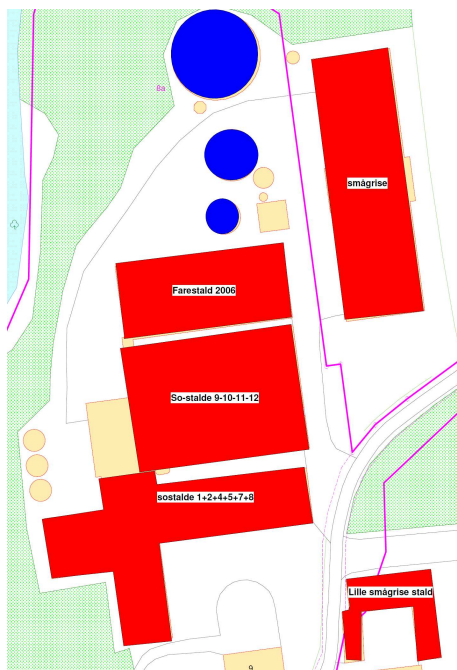 8a
smågrise
Farestald 2006
So-stalde 9-10-11-12
sostalde 1+2+4+5+7+8
Lille smågrise stald
9